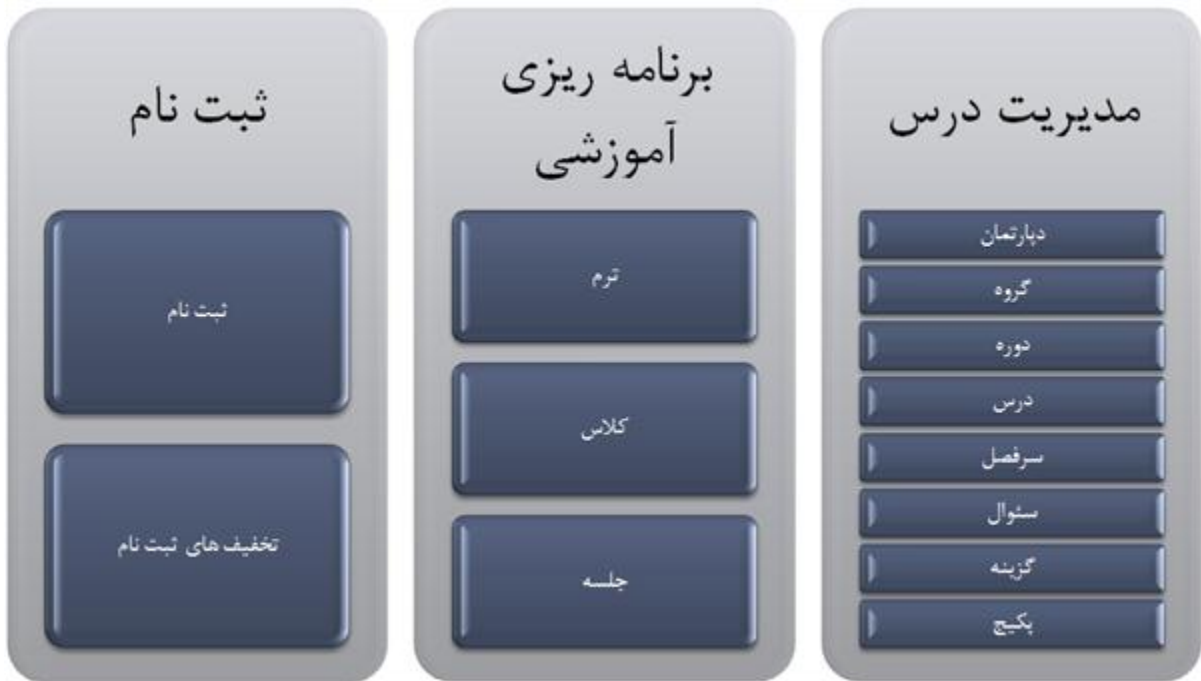 مدیریت درس
دپارتمان
گروه
دوره
درس
سرفصل
سئوال
گزینه
پکیج
برنامه ریزی
آموزشی
ترم
کلاس
جلسه
ثبت نام
ثبت نام
تخفیف های ثبت نام